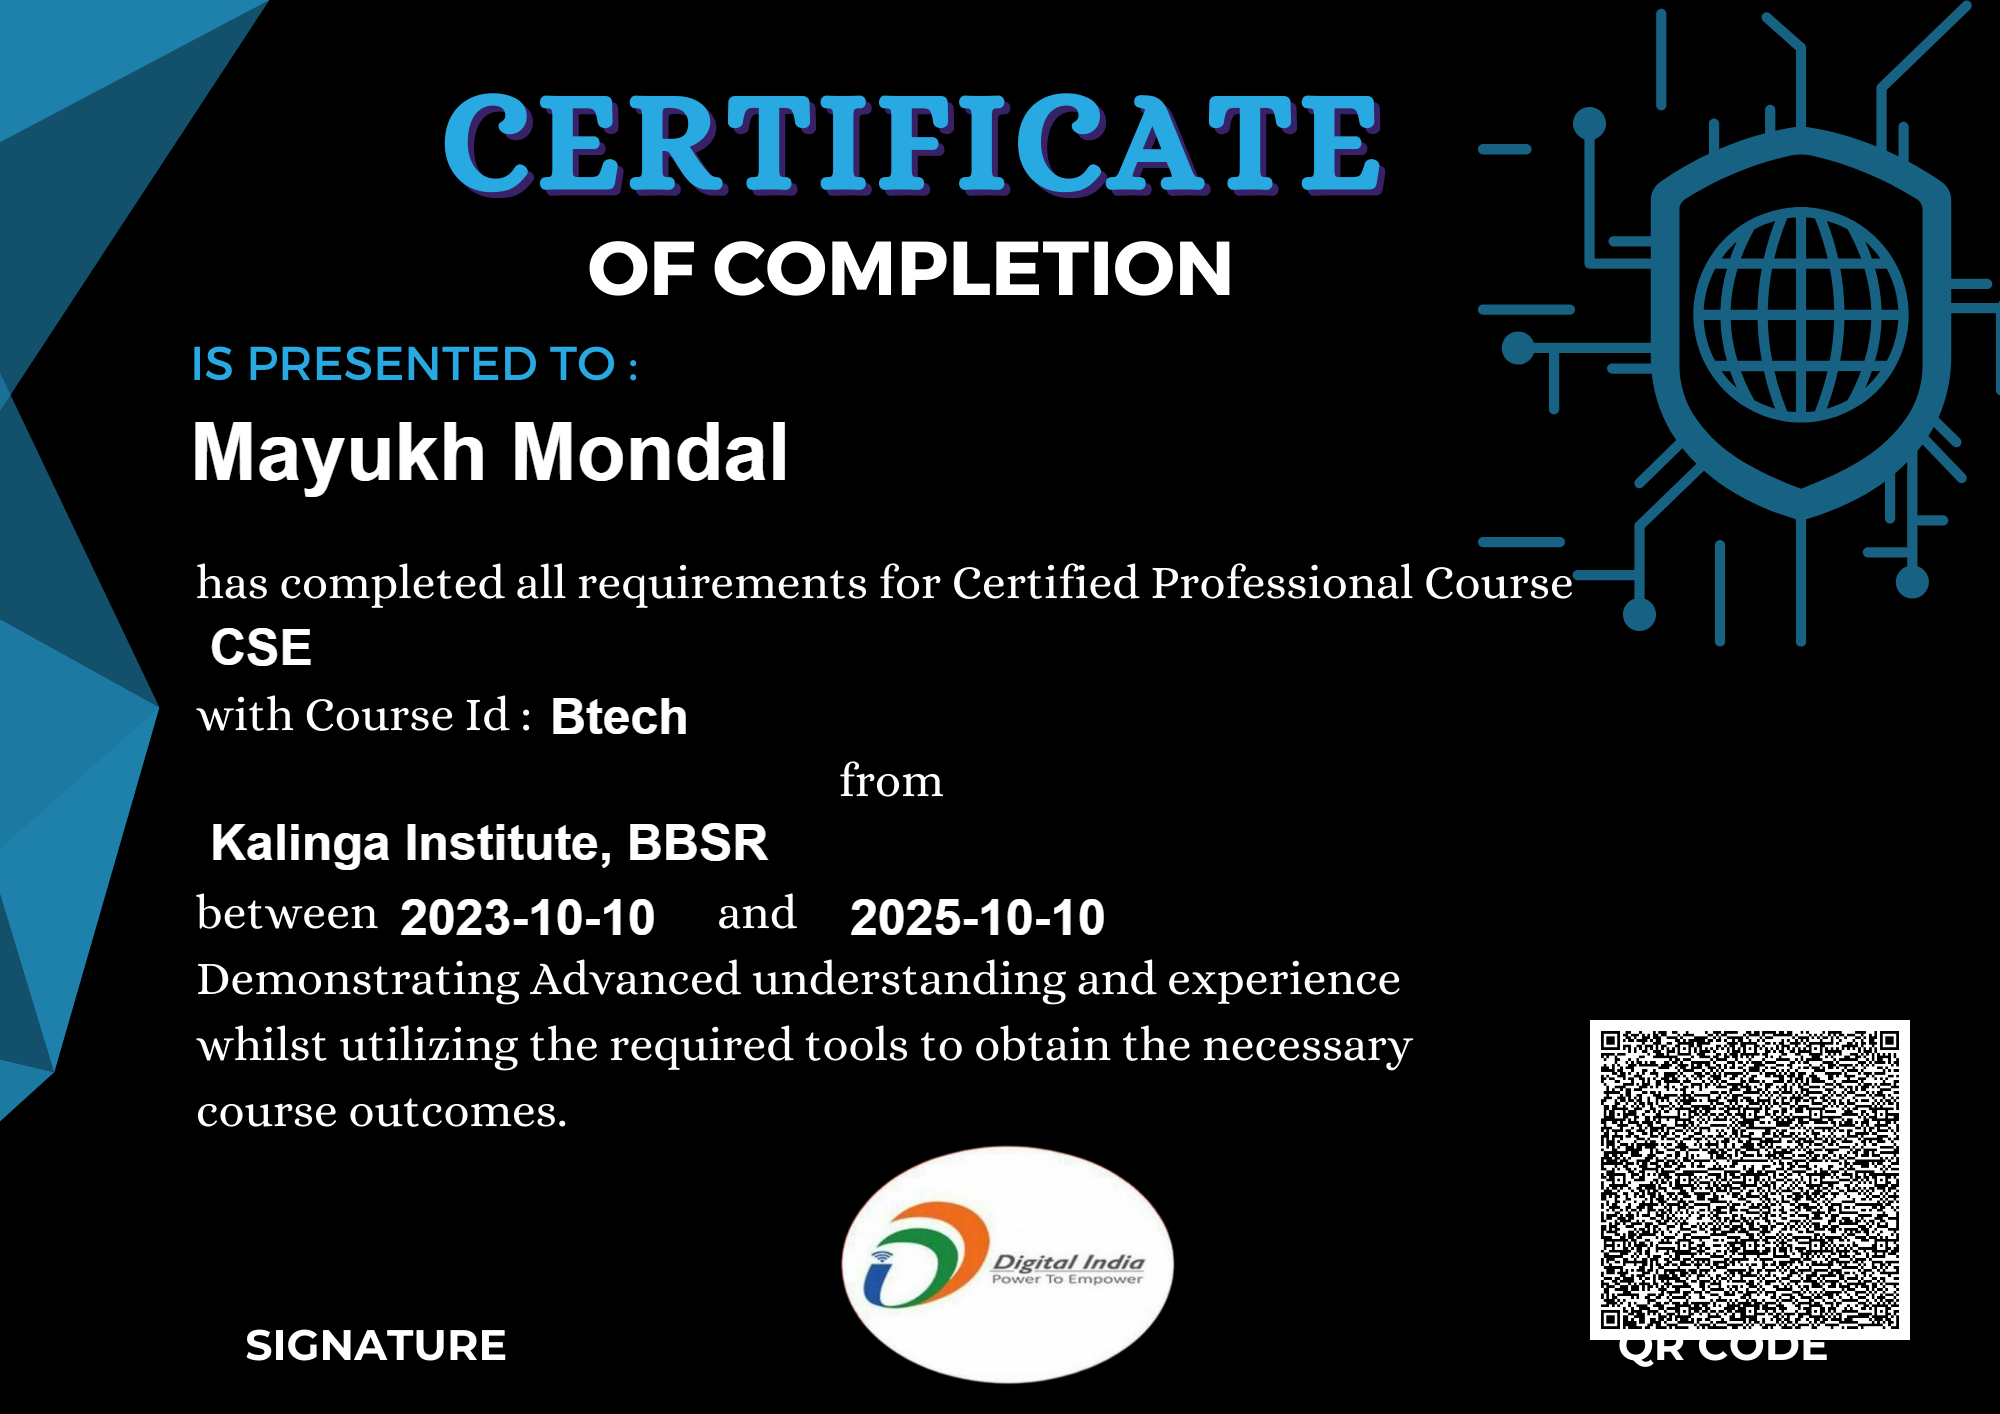 CERTIFICATE
OF COMPLETION
IS PRESENTED TO :
Mayukh Mondal
has completed all requirements for Certified Professional Course
CSE
with Course Id : Btech
from
Kalinga Institute, BBSR
between 2023-10-10 and 2025-10-10
Demonstrating Advanced understanding and experience
whilst utilizing the required tools to obtain the necessary
course outcomes.
Digital India
Power To Empower
SIGNATURE
QR CODE